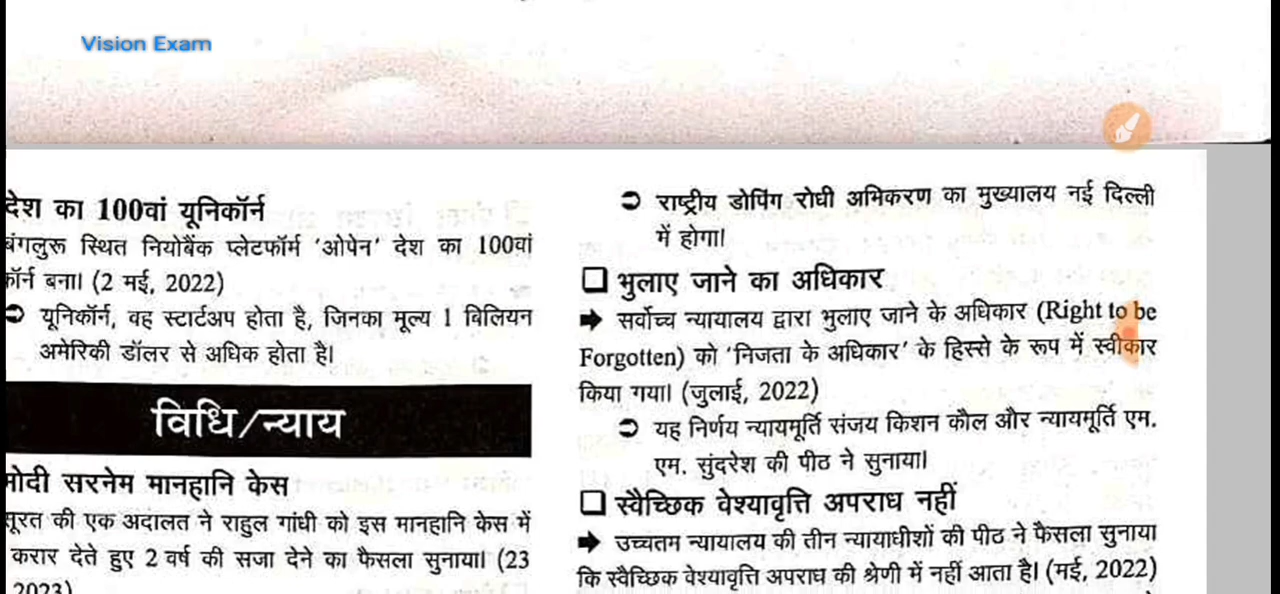 Vision Exam
देश का 100वां यूनिकॉर्न
बंगलुरू स्थित नियोबैंक प्लेटफॉर्म 'ओपेन' देश का 100वां
कॉर्न बना। (2 मई, 2022)
➲ यूनिकॉर्न, वह स्टार्टअप होता है, जिनका मूल्य 1 बिलियन
अमेरिकी डॉलर से अधिक होता है।
विधि/न्याय
मोदी सरनेम मानहानि केस
सूरत की एक अदालत ने राहुल गांधी को इस मानहानि केस में
करार देते हुए 2 वर्ष की सजा देने का फैसला सुनाया। (23
2023)
➲ राष्ट्रीय डोपिंग रोधी अभिकरण का मुख्यालय नई दिल्ली
में होगा।
❑ भुलाए जाने का अधिकार
➡ सर्वोच्च न्यायालय द्वारा भुलाए जाने के अधिकार (Right to be
Forgotten) को 'निजता के अधिकार' के हिस्से के रूप में स्वीकार
किया गया। (जुलाई, 2022)
➲ यह निर्णय न्यायमूर्ति संजय किशन कौल और न्यायमूर्ति एम.
एम. सुंदरेश की पीठ ने सुनाया।
❑ स्वैच्छिक वेश्यावृत्ति अपराध नहीं
➡ उच्चतम न्यायालय की तीन न्यायाधीशों की पीठ ने फैसला सुनाया
कि स्वैच्छिक वेश्यावृत्ति अपराध की श्रेणी में नहीं आता है। (मई, 2022)